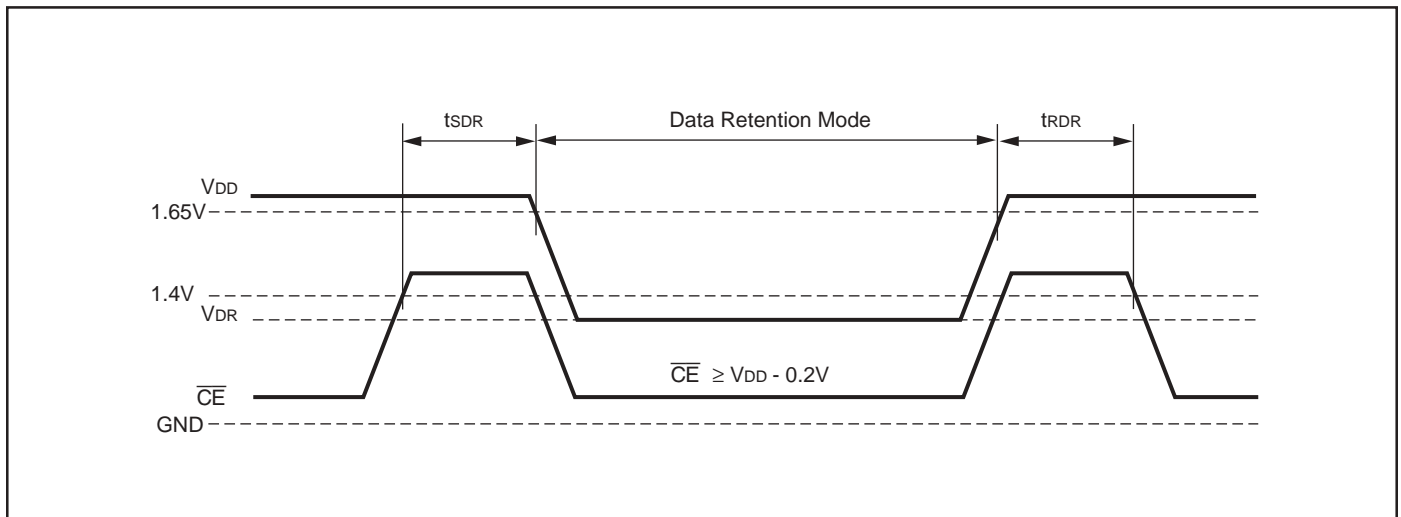 tSDR Data Retention Mode tRDR
VDD
1.65V
1.4V
VDR
CE ≥ VDD - 0.2V
CE
GND